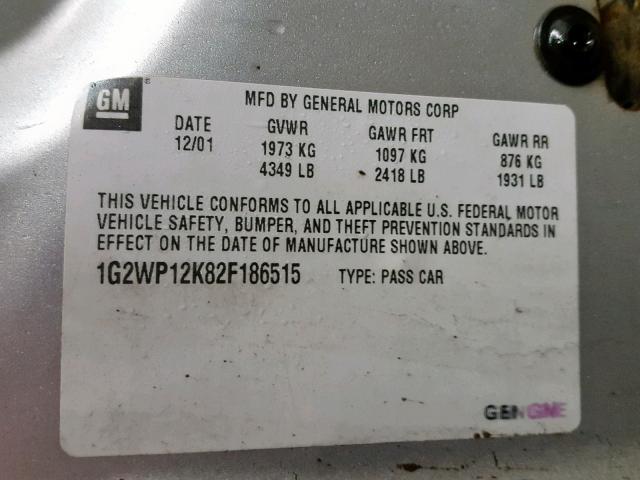 GM
MFD BY GENERAL MOTORS CORP
DATE GVWR GAWR FRT GAWR RR
12/01 1973 KG 1097 KG 876 KG
4349 LB 2418 LB 1931 LB
THIS VEHICLE CONFORMS TO ALL APPLICABLE U.S. FEDERAL MOTOR
VEHICLE SAFETY, BUMPER, AND THEFT PREVENTION STANDARDS IN
EFFECT ON THE DATE OF MANUFACTURE SHOWN ABOVE.
1G2WP12K82F186515 TYPE: PASS CAR